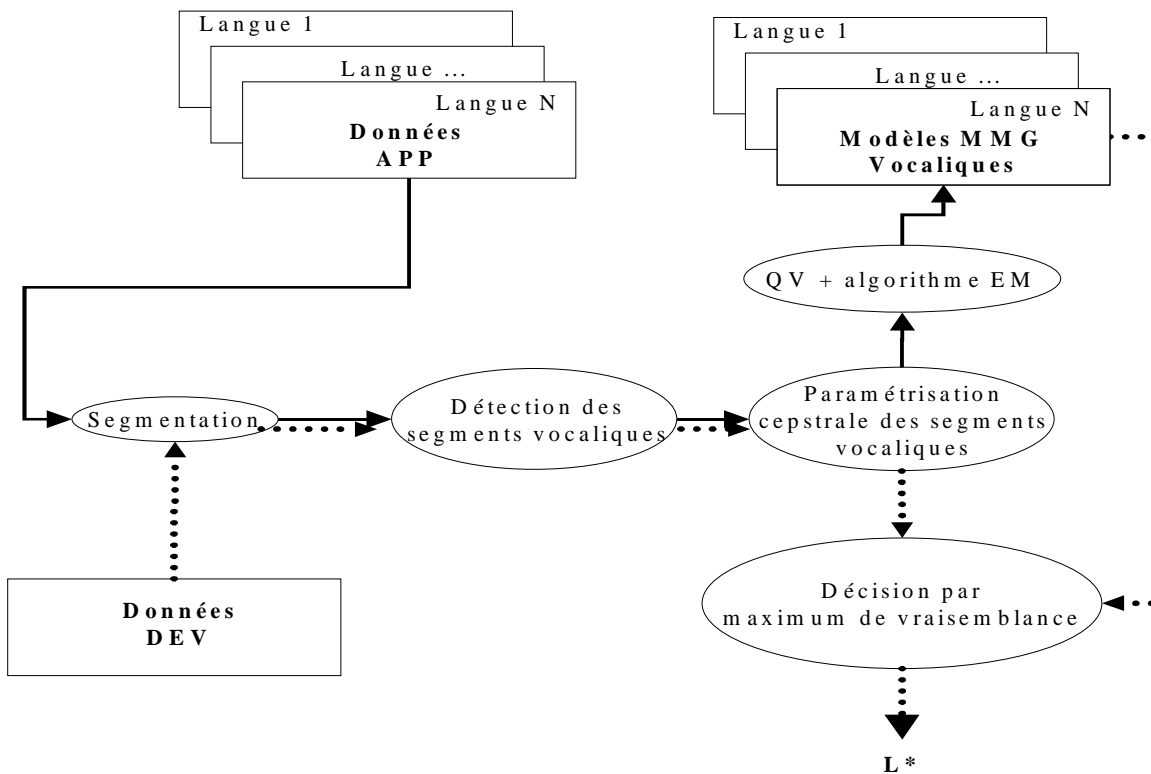 Langue 1
Langue ...
Langue N
Données
APP
Langue 1
Langue ...
Langue N
Modèles MMG
Vocaliques
QV + algorithme EM
Segmentation
Détection des
segments vocaliques
Paramétrisation
cepstrale des segments
vocaliques
Données
DEV
Décision par
maximum de vraisemblance
L*